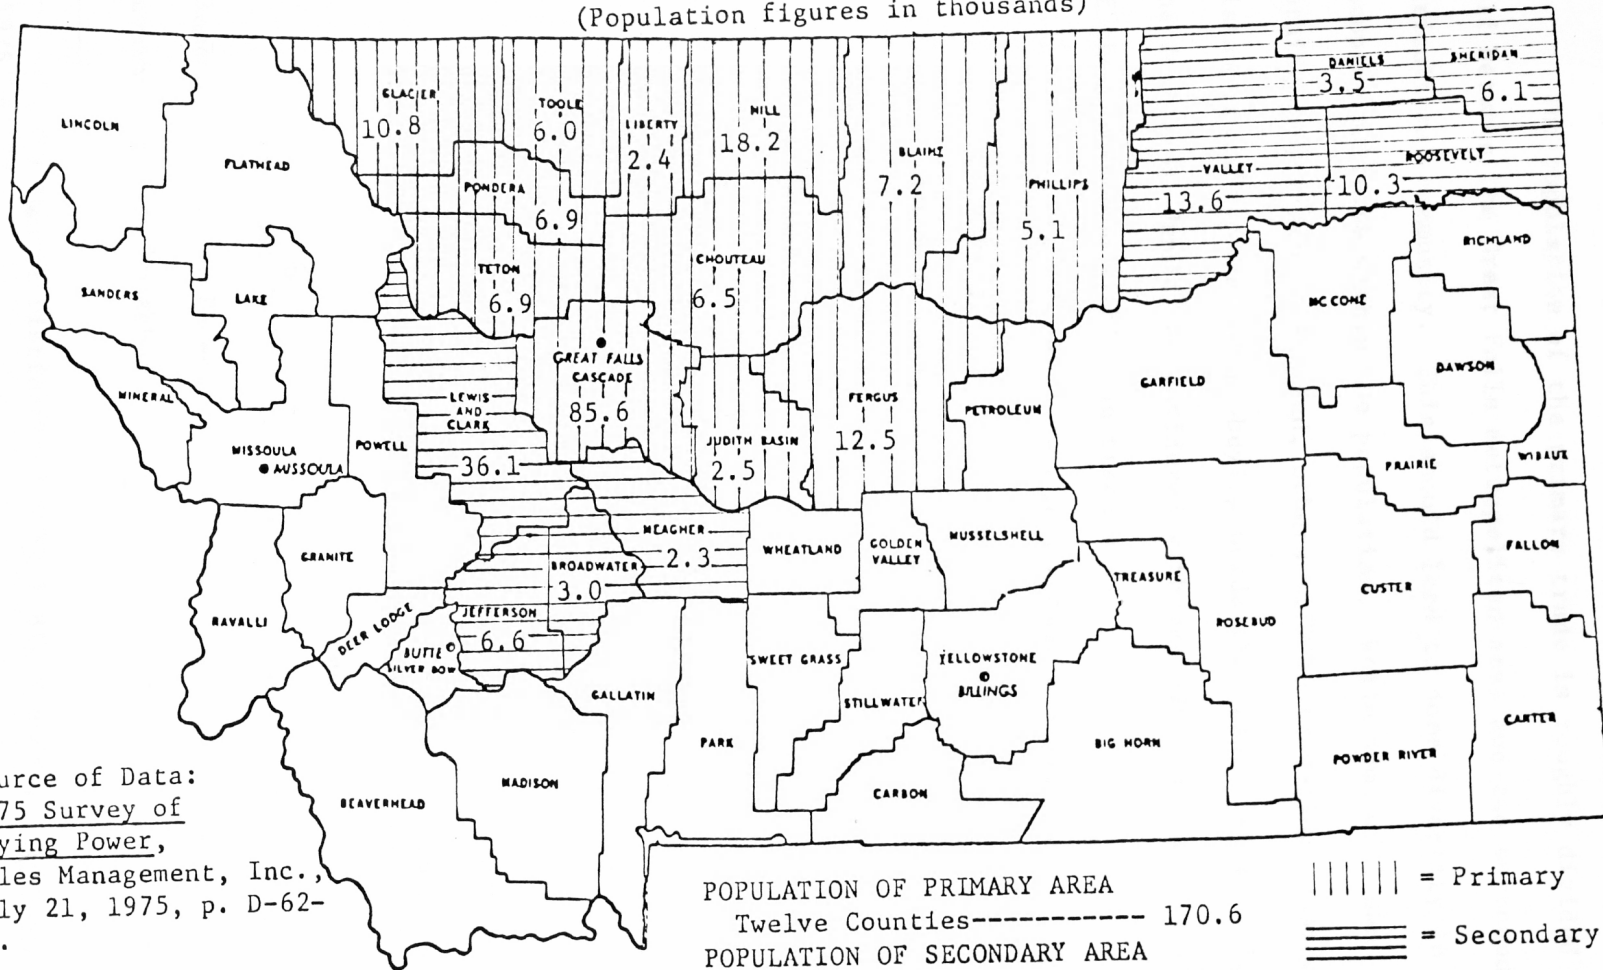 (Population figures in thousands)
LINCOLN
FLATHEAD
GLACIER
10.8
TOOLE
6.0
LIBERTY
2.4
HILL
18.2
BLAINE
7.2
PHILLIPS
5.1
VALLEY
13.6
DANIELS
3.5
SHERIDAN
6.1
ROOSEVELT
10.3
PONDERA
6.9
TETON
6.9
CHOUTEAU
6.5
SANDERS
LAKE
RICHLAND
MC CONE
DAWSON
GARFIELD
GREAT FALLS
CASCADE
85.6
LEWIS
AND
CLARK
36.1
JUDITH BASIN
2.5
FERGUS
12.5
PETROLEUM
MINERAL
MISSOULA
MISSOULA
POWELL
PRAIRIE
WIBAUX
GRANITE
RAVALLI
DEER LODGE
BUTTE
SILVER BOW
JEFFERSON
6.6
BROADWATER
3.0
MEAGHER
2.3
WHEATLAND
GOLDEN
VALLEY
MUSSELSHELL
TREASURE
ROSEBUD
CUSTER
FALLON
SWEET GRASS
STILLWATER
YELLOWSTONE
BILLINGS
BIG HORN
POWDER RIVER
CARTER
GALLATIN
PARK
MADISON
BEAVERHEAD
CARBON
urce of Data:
75 Survey of
ying Power,
les Management, Inc.,
ly 21, 1975, p. D-62-
.
POPULATION OF PRIMARY AREA
Twelve Counties----------- 170.6
POPULATION OF SECONDARY AREA
= Primary
= Secondary